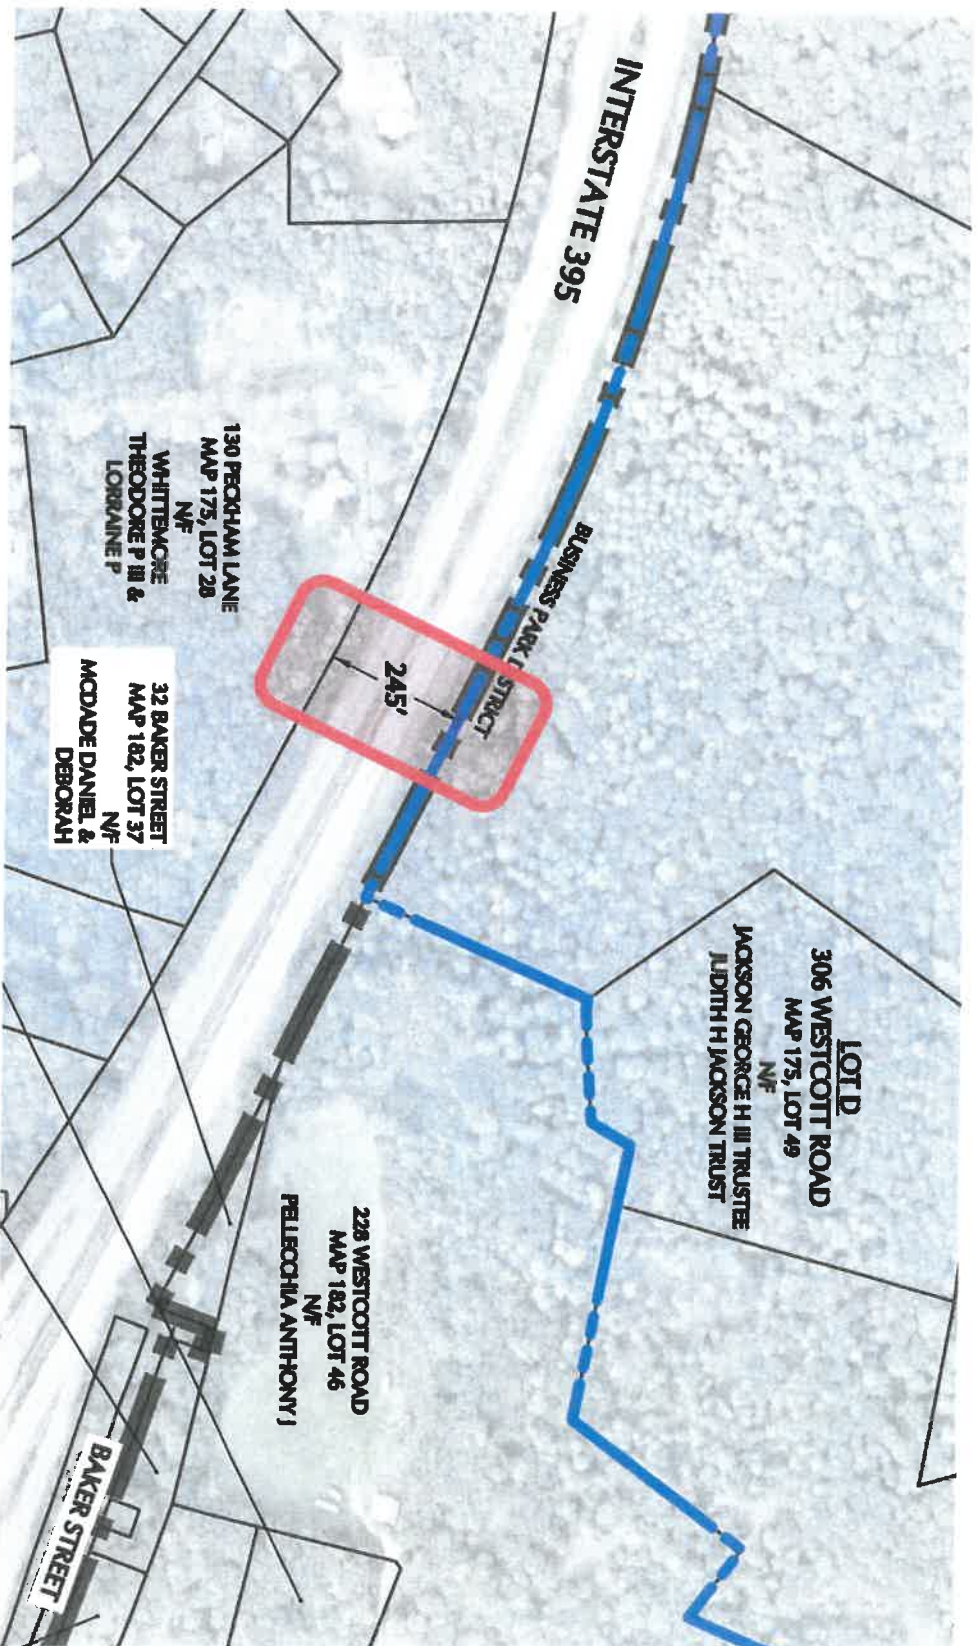 INTERSTATE 395
BUSINESS PARK DISTRICT
245'
130 PECKHAM LANE
MAP 175, LOT 28
N/F
WHITTEMORE
THEODORE P III &
LORRAINE P
32 BAKER STREET
MAP 182, LOT 37
N/F
MCDADE DANIEL &
DEBORAH
LOT D
306 WESTCOTT ROAD
MAP 175, LOT 49
N/F
JACKSON GEORGE H III TRUSTEE
JUDITH H JACKSON TRUST
228 WESTCOTT ROAD
MAP 182, LOT 46
N/F
PELLECCHIA ANTHONY J
BAKER STREET